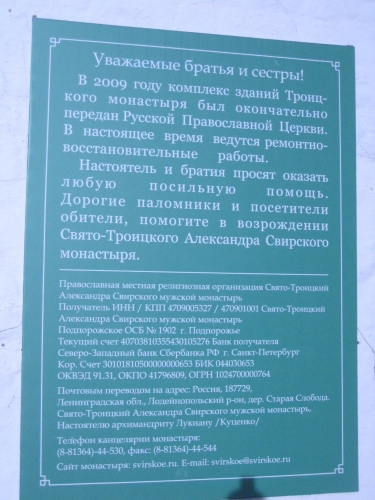 Уважаемые братья и сестры!
В 2009 году комплекс зданий Троиц-
кого монастыря был окончательно
передан Русской Православной Церкви.
В настоящее время ведутся ремонтно-
восстановительные работы.
Настоятель и братия просят оказать
любую посильную помощь.
Дорогие паломники и посетители
обители, помогите в возрождении
Свято-Троицкого Александра Свирского
монастыря.
Православная местная религиозная организация Свято-Троицкий
Александра Свирского мужской монастырь
Получатель ИНН / КПП 4709005327 / 470901001 Свято-Троицкий
Александра Свирского мужской монастырь
Подпорожское ОСБ № 1902 г. Подпорожье
Текущий счет 40703810355430105276 Банк получателя
Северо-Западный банк Сбербанка РФ г. Санкт-Петербург
Кор. Счет 30101810500000000653 БИК 044030653
ОКВЭД 91.31, ОКПО 41796809, ОГРН 1024700000764
Почтовым переводом на адрес: Россия, 187729,
Ленинградская обл., Лодейнопольский р-он, дер. Старая Слобода.
Свято-Троицкий Александра Свирского мужской монастырь,
Настоятелю архимандриту Лукиану /Куценко/
Телефон канцелярии монастыря:
(8-81364)-44-530, факс: (8-81364)-44-544
Сайт монастыря: svirskoe.ru. E-mail: svirskoe@svirskoe.ru